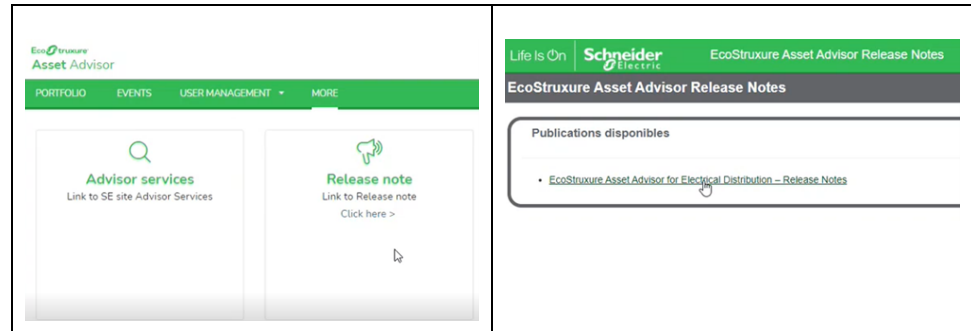 EcoStruxure
Asset Advisor
PORTFOLIO EVENTS USER MANAGEMENT MORE
Advisor services
Link to SE site Advisor Services
Release note
Link to Release note
Click here >
Life Is On Schneider Electric EcoStruxure Asset Advisor Release Notes
EcoStruxure Asset Advisor Release Notes
Publications disponibles
• EcoStruxure Asset Advisor for Electrical Distribution – Release Notes